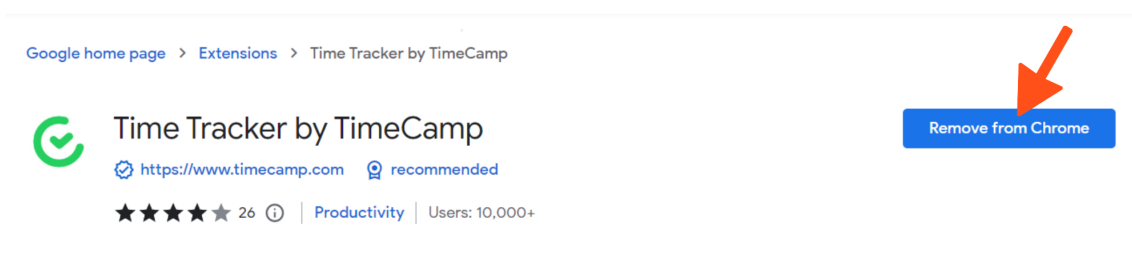 Google home page > Extensions > Time Tracker by TimeCamp
Time Tracker by TimeCamp
Remove from Chrome
https://www.timecamp.com recommended
26 Productivity Users: 10,000+